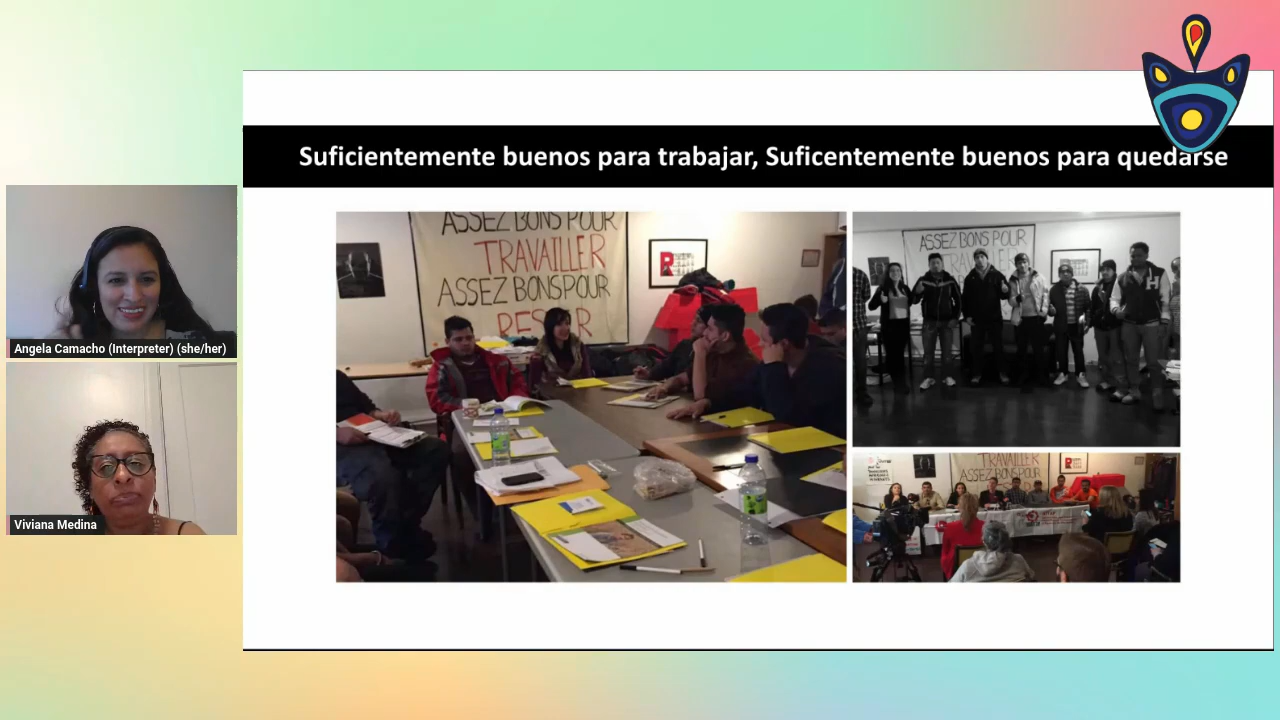 Suficientemente buenos para trabajar, Suficentemente buenos para quedarse
ASSEZ BONS POUR
TRAVAILLER
ASSEZ BONS POUR
RESTER
ASSEZ BONS POUR
TRAVAILLER
TRAVAILLER
ASSEZ BONS POUR
Angela Camacho (Interpreter) (she/her)
Viviana Medina